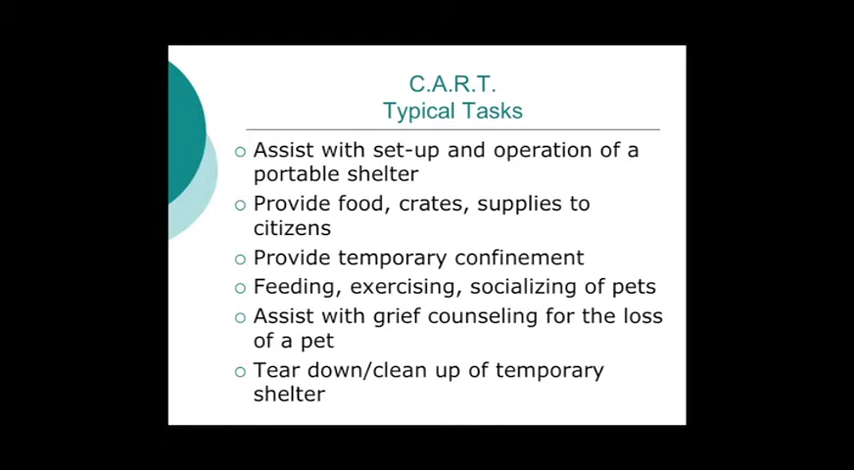 C.A.R.T.
Typical Tasks
Assist with set-up and operation of a
portable shelter
Provide food, crates, supplies to
citizens
Provide temporary confinement
Feeding, exercising, socializing of pets
Assist with grief counseling for the loss
of a pet
Tear down/clean up of temporary
shelter